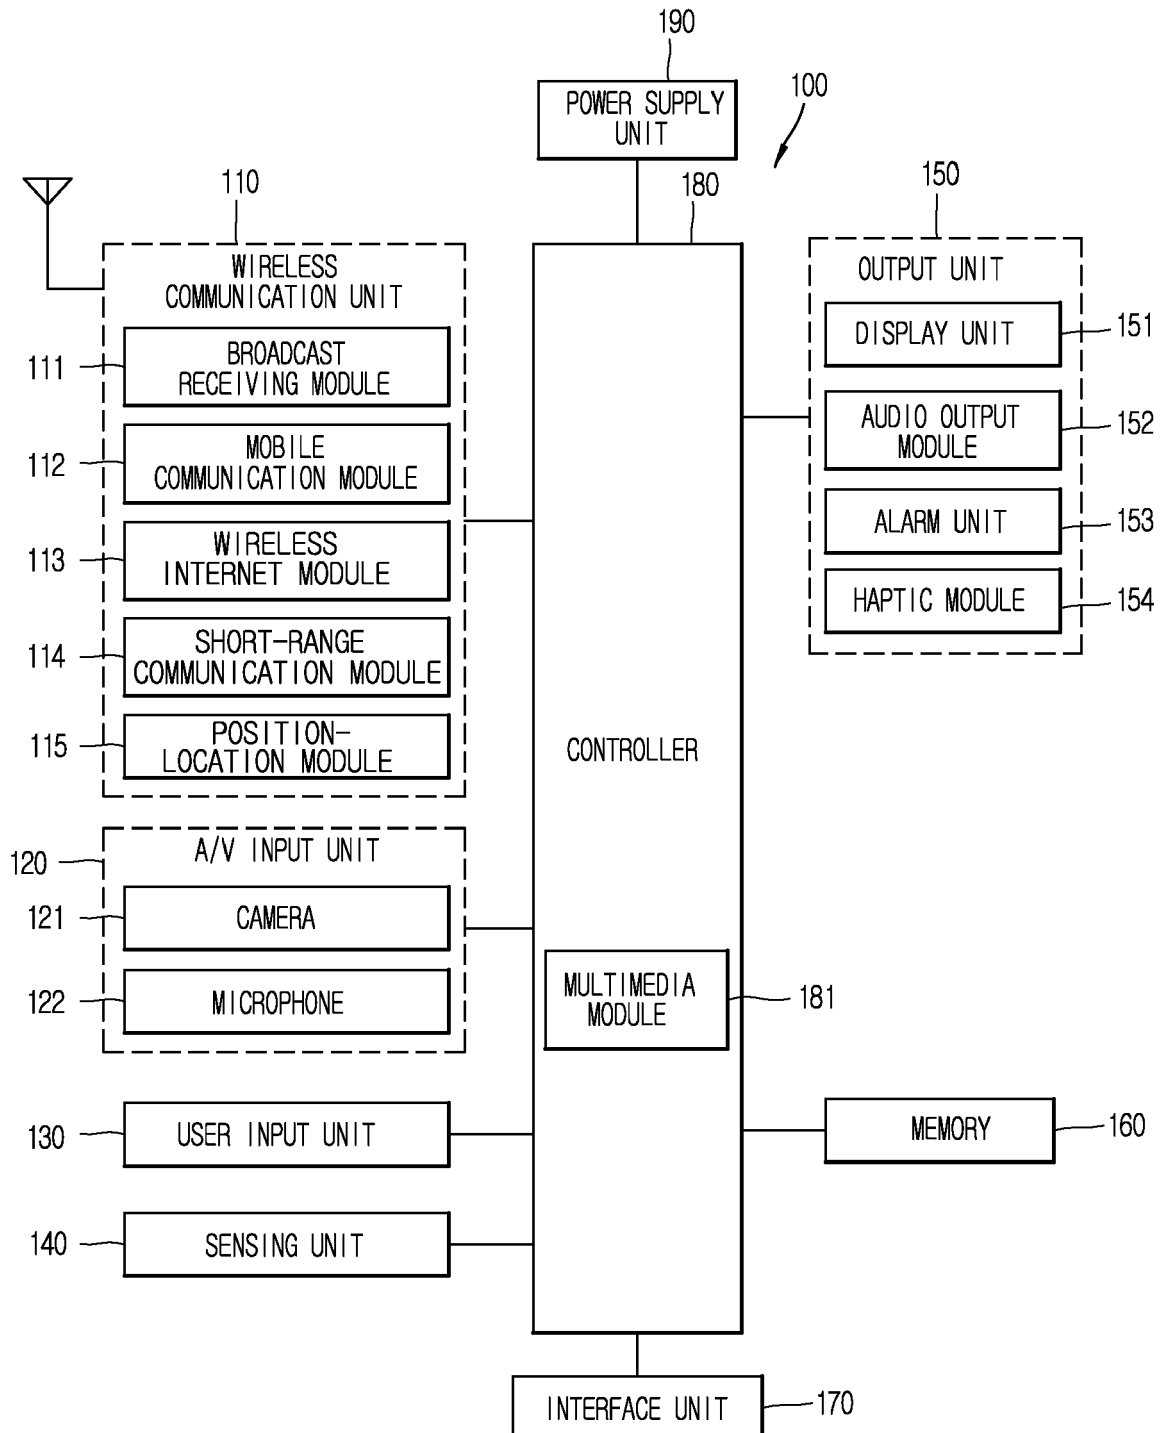 190
POWER SUPPLY
UNIT
100
180
110
WIRELESS
COMMUNICATION UNIT
111
BROADCAST
RECEIVING MODULE
112
MOBILE
COMMUNICATION MODULE
113
WIRELESS
INTERNET MODULE
114
SHORT-RANGE
COMMUNICATION MODULE
115
POSITION-
LOCATION MODULE
120
A/V INPUT UNIT
121
CAMERA
122
MICROPHONE
130
USER INPUT UNIT
140
SENSING UNIT
CONTROLLER
MULTIMEDIA
MODULE
181
150
OUTPUT UNIT
DISPLAY UNIT
151
AUDIO OUTPUT
MODULE
152
ALARM UNIT
153
HAPTIC MODULE
154
MEMORY
160
INTERFACE UNIT
170